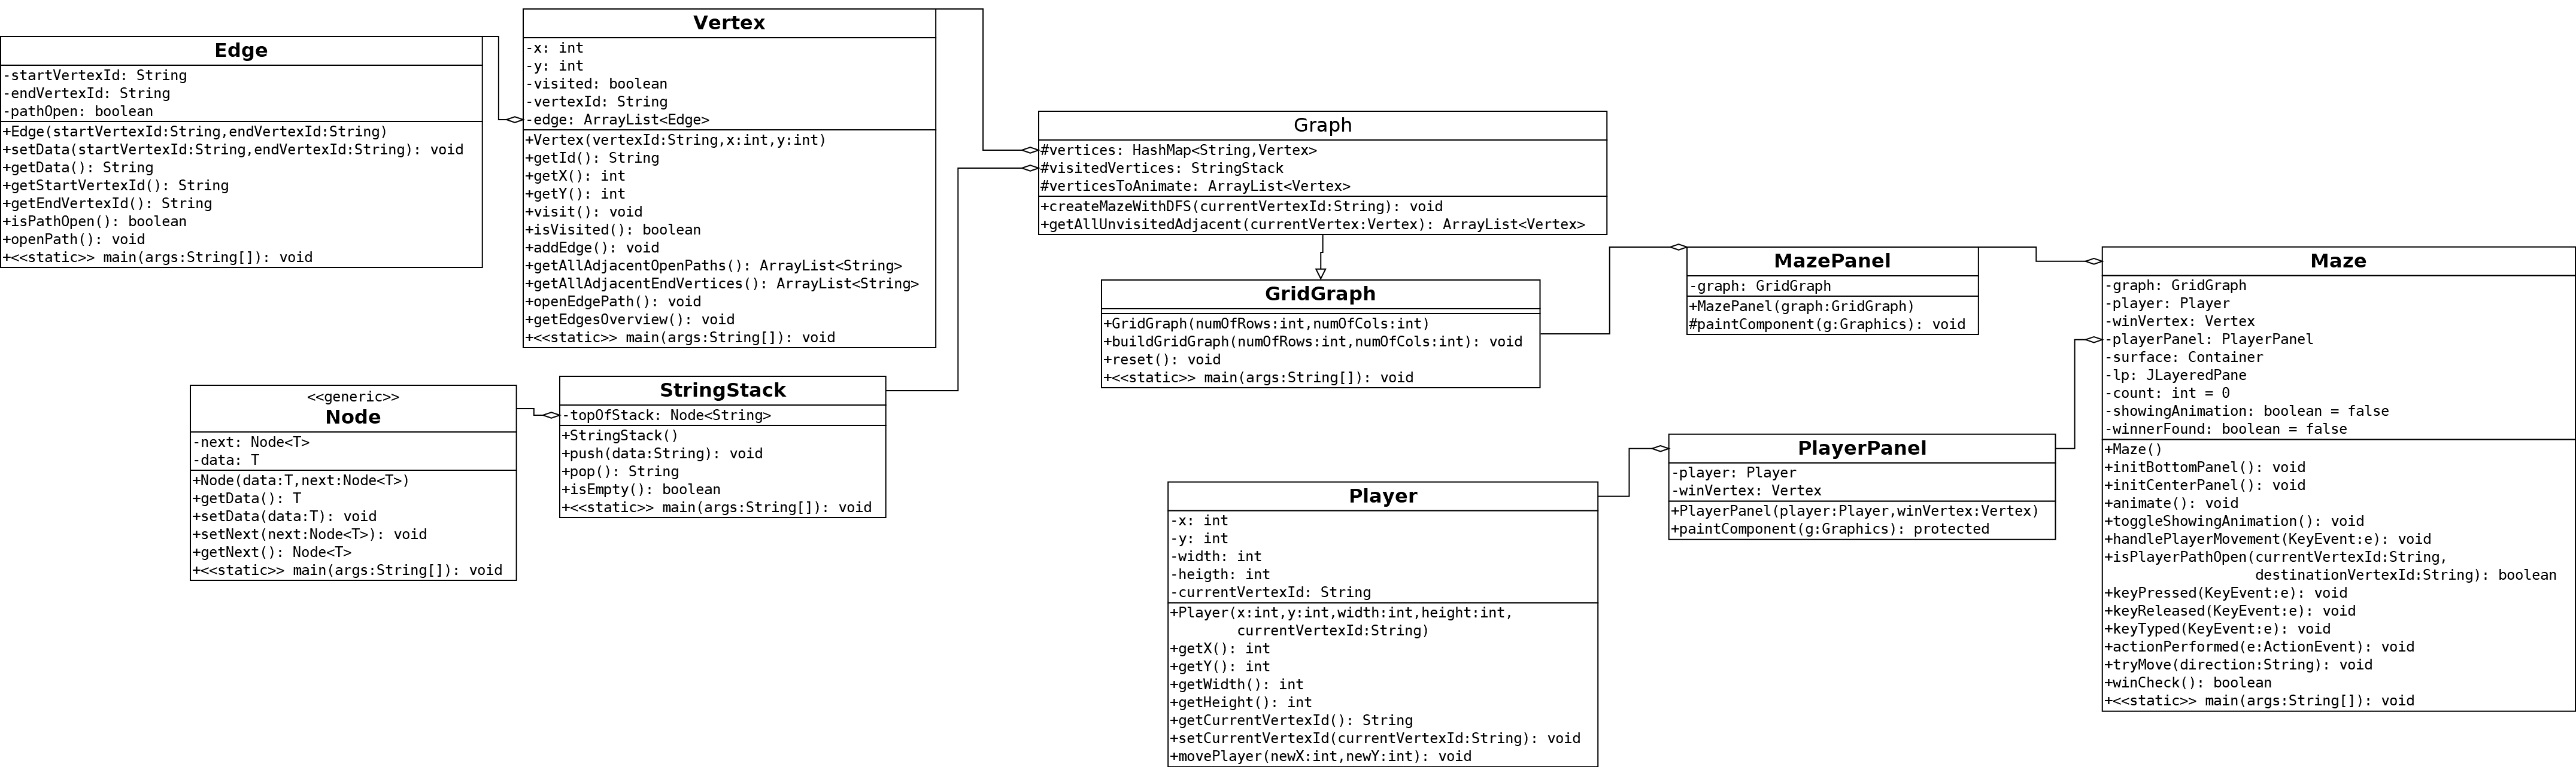 Edge
-startVertexId: String
-endVertexId: String
-pathOpen: boolean
+Edge(startVertexId:String,endVertexId:String)
+setData(startVertexId:String,endVertexId:String): void
+getData(): String
+getStartVertexId(): String
+getEndVertexId(): String
+isPathOpen(): boolean
+openPath(): void
+<<static>> main(args:String[]): void
Vertex
-x: int
-y: int
-visited: boolean
-vertexId: String
-edge: ArrayList<Edge>
+Vertex(vertexId:String,x:int,y:int)
+getId(): String
+getX(): int
+getY(): int
+visit(): void
+isVisited(): boolean
+addEdge(): void
+getAllAdjacentOpenPaths(): ArrayList<String>
+getAllAdjacentEndVertices(): ArrayList<String>
+openEdgePath(): void
+getEdgesOverview(): void
+<<static>> main(args:String[]): void
<<generic>>
Node
-next: Node<T>
-data: T
+Node(data:T,next:Node<T>)
+getData(): T
+setData(data:T): void
+setNext(next:Node<T>): void
+getNext(): Node<T>
+<<static>> main(args:String[]): void
StringStack
-topOfStack: Node<String>
+StringStack()
+push(data:String): void
+pop(): String
+isEmpty(): boolean
+<<static>> main(args:String[]): void
Graph
#vertices: HashMap<String,Vertex>
#visitedVertices: StringStack
#verticesToAnimate: ArrayList<Vertex>
+createMazeWithDFS(currentVertexId:String): void
+getAllUnvisitedAdjacent(currentVertex:Vertex): ArrayList<Vertex>
GridGraph
+GridGraph(numOfRows:int,numOfCols:int)
+buildGridGraph(numOfRows:int,numOfCols:int): void
+reset(): void
+<<static>> main(args:String[]): void
MazePanel
-graph: GridGraph
+MazePanel(graph:GridGraph)
#paintComponent(g:Graphics): void
Player
-x: int
-y: int
-width: int
-heigth: int
-currentVertexId: String
+Player(x:int,y:int,width:int,height:int,
currentVertexId:String)
+getX(): int
+getY(): int
+getWidth(): int
+getHeight(): int
+getCurrentVertexId(): String
+setCurrentVertexId(currentVertexId:String): void
+movePlayer(newX:int,newY:int): void
PlayerPanel
-player: Player
-winVertex: Vertex
+PlayerPanel(player:Player,winVertex:Vertex)
+paintComponent(g:Graphics): protected
Maze
-graph: GridGraph
-player: Player
-winVertex: Vertex
-playerPanel: PlayerPanel
-surface: Container
-lp: JLayeredPane
-count: int = 0
-showingAnimation: boolean = false
-winnerFound: boolean = false
+Maze()
+initBottomPanel(): void
+initCenterPanel(): void
+animate(): void
+toggleShowingAnimation(): void
+handlePlayerMovement(KeyEvent:e): void
+isPlayerPathOpen(currentVertexId:String,
destinationVertexId:String): boolean
+keyPressed(KeyEvent:e): void
+keyReleased(KeyEvent:e): void
+keyTyped(KeyEvent:e): void
+actionPerformed(e:ActionEvent): void
+tryMove(direction:String): void
+winCheck(): boolean
+<<static>> main(args:String[]): void